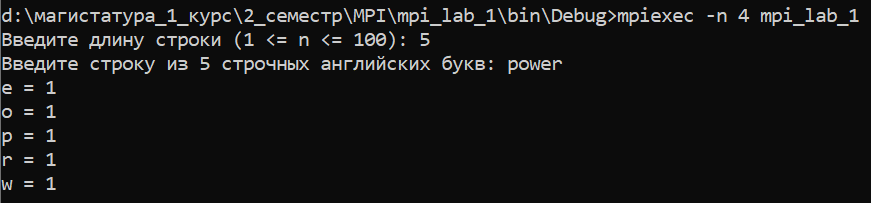 d:\магистатура_1_курс\2_семестр\MPI\mpi_lab_1\bin\Debug>mpiexec -n 4 mpi_lab_1
Введите длину строки (1 <= n <= 100): 5
Введите строку из 5 строчных английских букв: power
e = 1
o = 1
p = 1
r = 1
w = 1